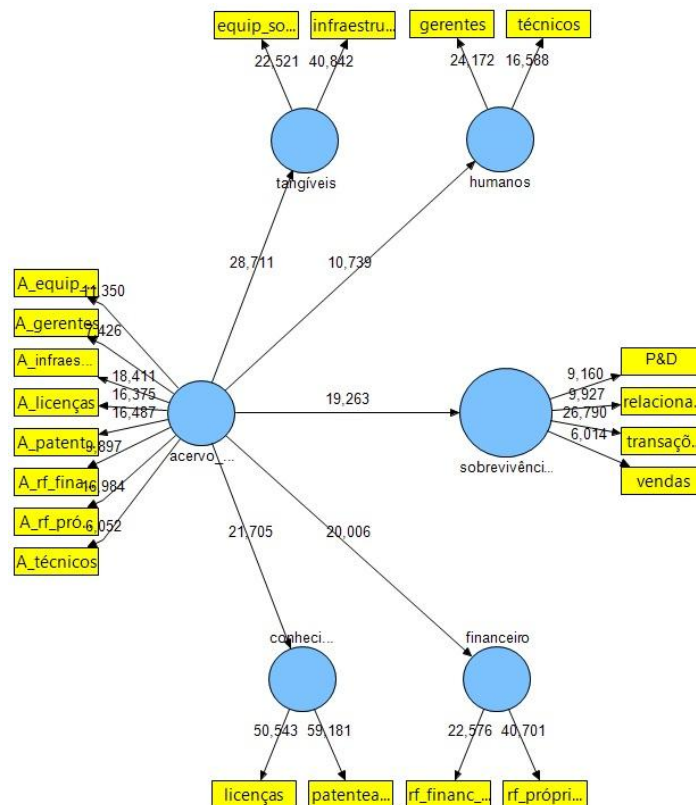 equip_so...
infraestru...
gerentes
técnicos
22,521
40,842
24,172
16,588
tangíveis
humanos
28,711
10,739
A_equip_...
11,350
A_gerentes
7,426
A_infraes...
18,411
A_licenças
16,375
A_patente...
16,487
A_rf_fina...
9,897
A_rf_pró...
16,984
A_técnicos
6,052
acervo_...
19,263
sobrevivênci...
9,160
P&D
9,927
relaciona...
26,790
transaçõ...
6,014
vendas
21,705
20,006
conheci...
financeiro
50,543
59,181
22,576
40,701
licenças
patentea...
rf_financ_...
rf_própri...